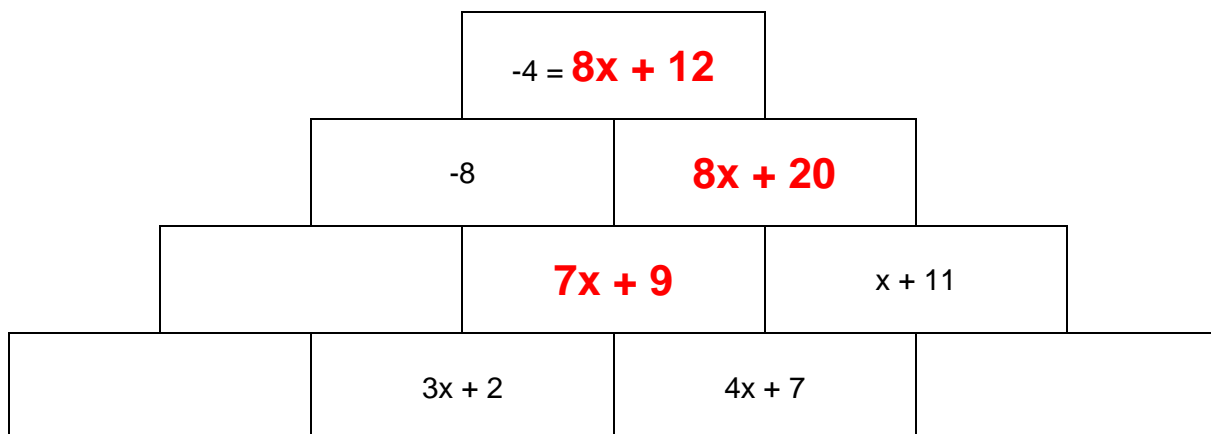 -4 = 8x + 12
-8 8x + 20
7x + 9 x + 11
3x + 2 4x + 7